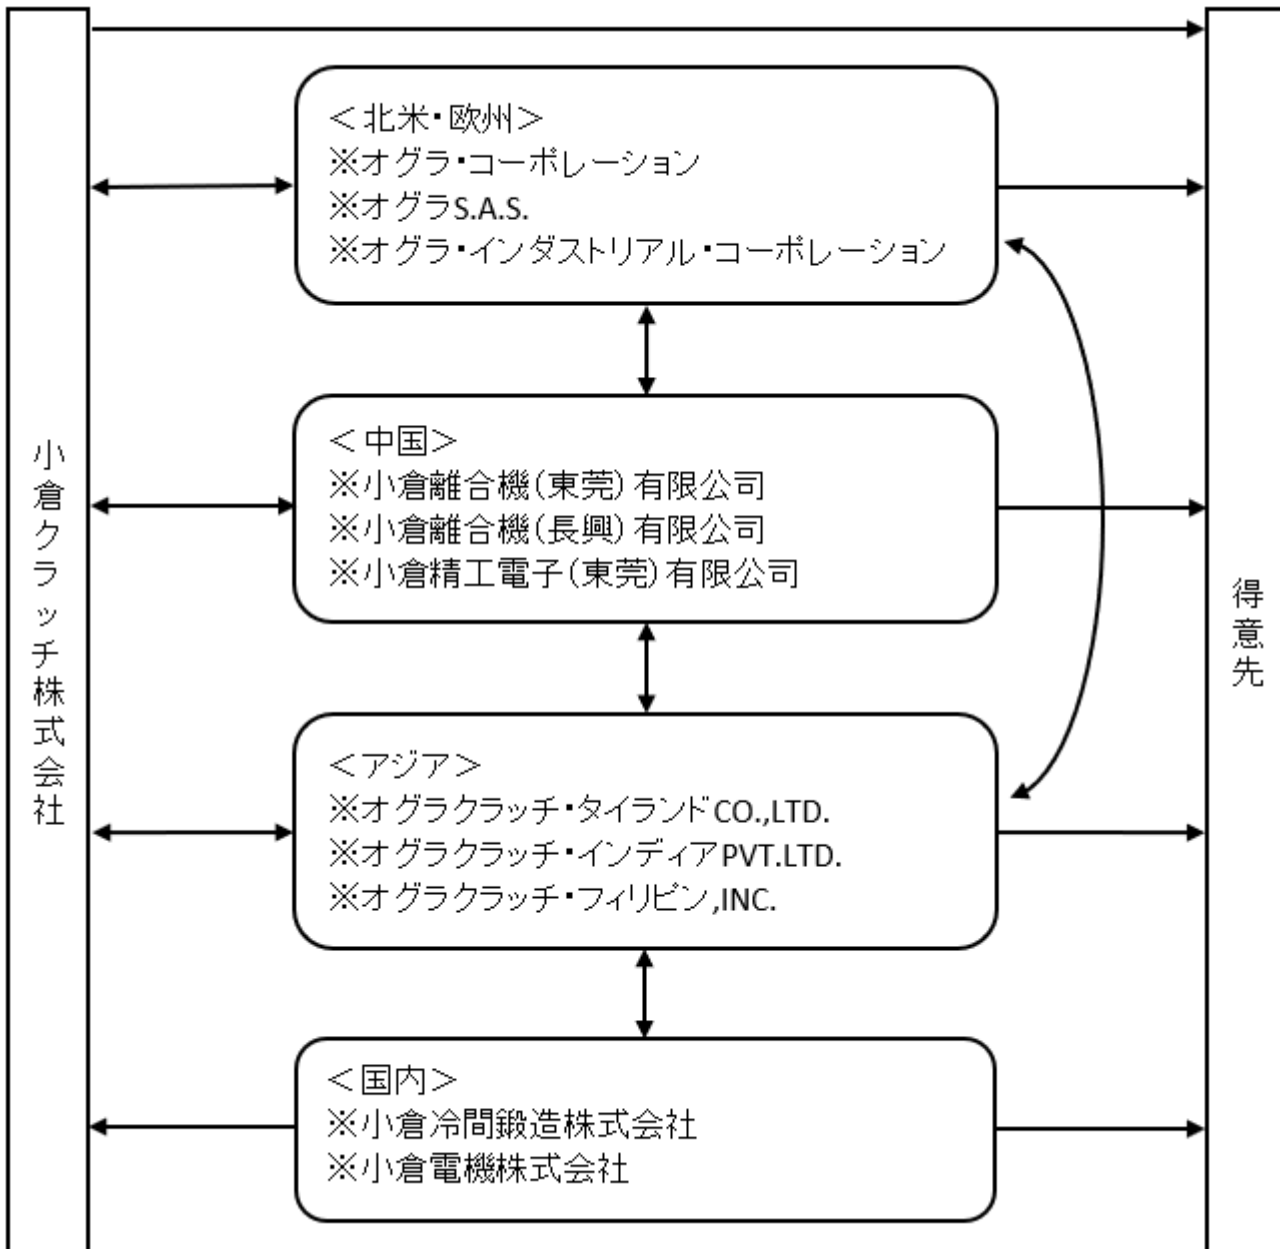 小倉クラッチ株式会社
＜北米・欧州＞
※オグラ・コーポレーション
※オグラS.A.S.
※オグラ・インダストリアル・コーポレーション
＜中国＞
※小倉離合機(東莞)有限公司
※小倉離合機(長興)有限公司
※小倉精工電子(東莞)有限公司
＜アジア＞
※オグラクラッチ・タイランドCO.,LTD.
※オグラクラッチ・インディアPVT.LTD.
※オグラクラッチ・フィリピン,INC.
＜国内＞
※小倉冷間鍛造株式会社
※小倉電機株式会社
得意先